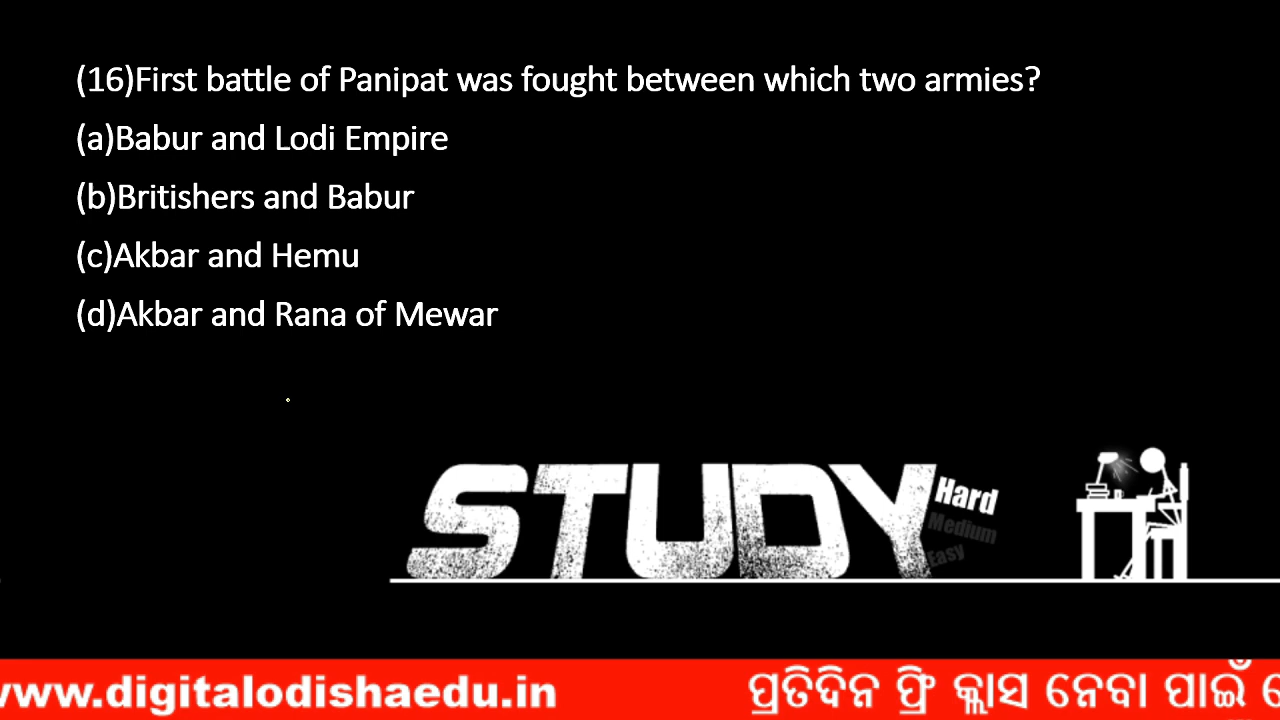 (16)First battle of Panipat was fought between which two armies?
(a)Babur and Lodi Empire
(b)Britishers and Babur
(c)Akbar and Hemu
(d)Akbar and Rana of Mewar
STUDY
Hard
Medium
Easy
www.digitalodishaedu.in ପ୍ରତିଦିନ ଫ୍ରି କ୍ଲାସ ନେବା ପାଇଁ